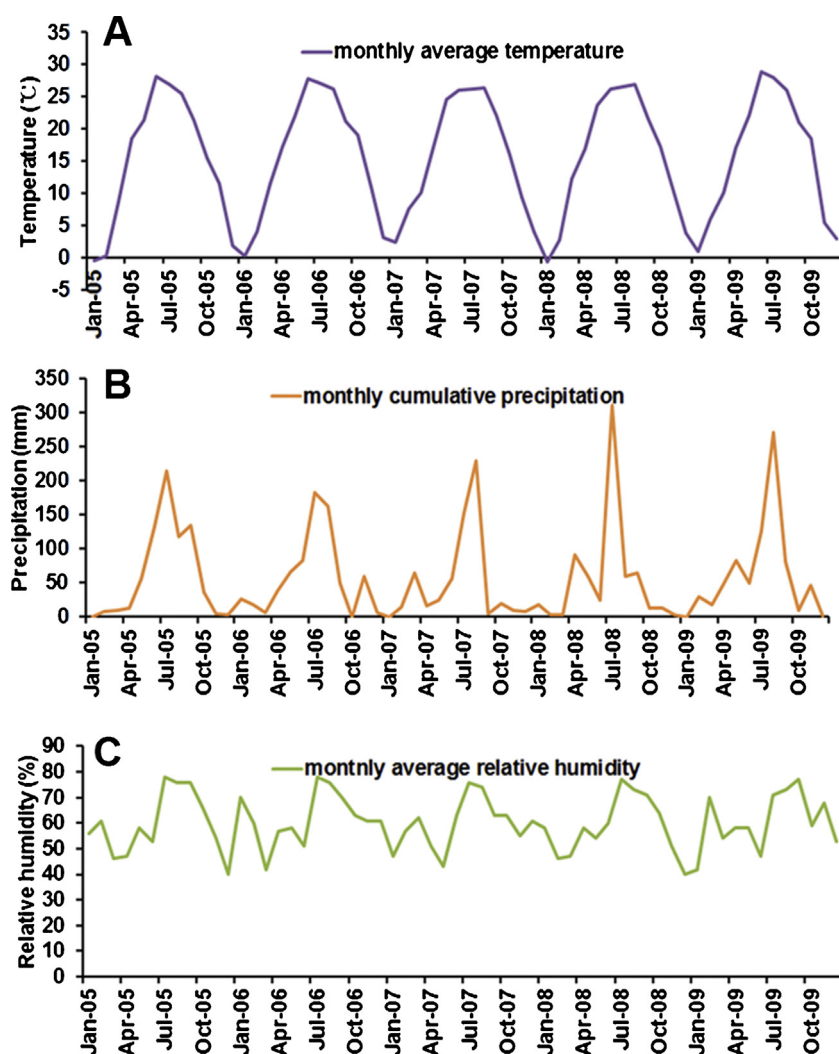 A
monthly average temperature
Temperature (℃)
35
30
25
20
15
10
5
0
-5
Jan-05
Apr-05
Jul-05
Oct-05
Jan-06
Apr-06
Jul-06
Oct-06
Jan-07
Apr-07
Jul-07
Oct-07
Jan-08
Apr-08
Jul-08
Oct-08
Jan-09
Apr-09
Jul-09
Oct-09
B
monthly cumulative precipitation
Precipitation (mm)
350
300
250
200
150
100
50
0
Jan-05
Apr-05
Jul-05
Oct-05
Jan-06
Apr-06
Jul-06
Oct-06
Jan-07
Apr-07
Jul-07
Oct-07
Jan-08
Apr-08
Jul-08
Oct-08
Jan-09
Apr-09
Jul-09
Oct-09
C
montnly average relative humidity
Relative humidity (%)
90
80
70
60
50
40
30
20
10
0
Jan-05
Apr-05
Jul-05
Oct-05
Jan-06
Apr-06
Jul-06
Oct-06
Jan-07
Apr-07
Jul-07
Oct-07
Jan-08
Apr-08
Jul-08
Oct-08
Jan-09
Apr-09
Jul-09
Oct-09